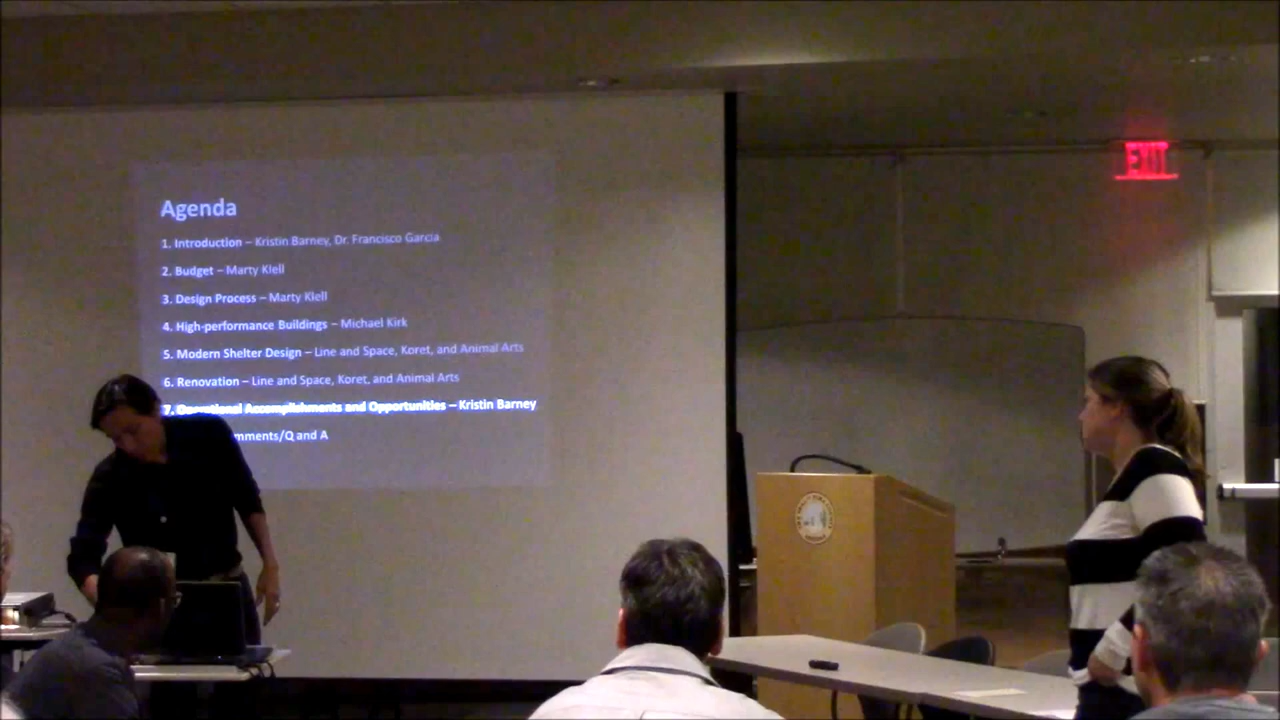 EXIT
Agenda
1. Introduction – Kristin Barney, Dr. Francisco Garcia
2. Budget – Marty Klell
3. Design Process – Marty Klell
4. High-performance Buildings – Michael Kirk
5. Modern Shelter Design – Line and Space, Koret, and Animal Arts
6. Renovation – Line and Space, Koret, and Animal Arts
7. Operational Accomplishments and Opportunities – Kristin Barney
mments/Q and A